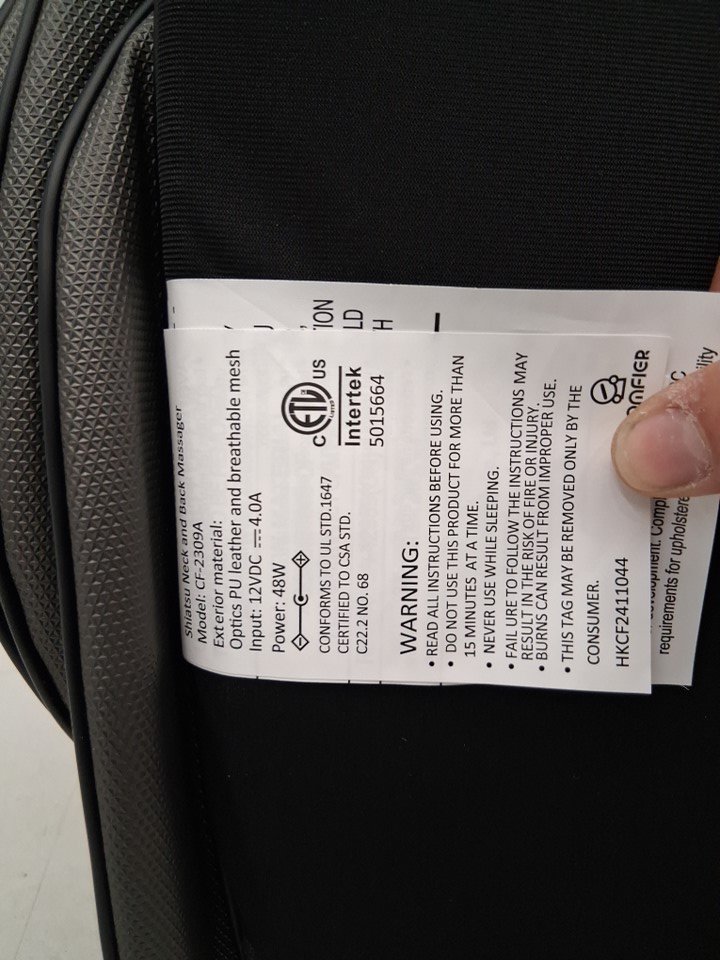 Shiatsu Neck and Back Massager
Model: CF-2309A
Exterior material:
Optics PU leather and breathable mesh
Input: 12VDC ⎓ 4.0A
Power: 48W
- C +
CONFORMS TO UL STD.1647
CERTIFIED TO CSA STD.
C22.2 NO. 68
C ETL US
Intertek
5015664
WARNING:
• READ ALL INSTRUCTIONS BEFORE USING.
• DO NOT USE THIS PRODUCT FOR MORE THAN
15 MINUTES AT A TIME.
• NEVER USE WHILE SLEEPING.
• FAIL URE TO FOLLOW THE INSTRUCTIONS MAY
RESULT IN THE RISK OF FIRE OR INJURY.
• BURNS CAN RESULT FROM IMPROPER USE.
• THIS TAG MAY BE REMOVED ONLY BY THE
CONSUMER.
HKCF2411044
requirements for upholstere